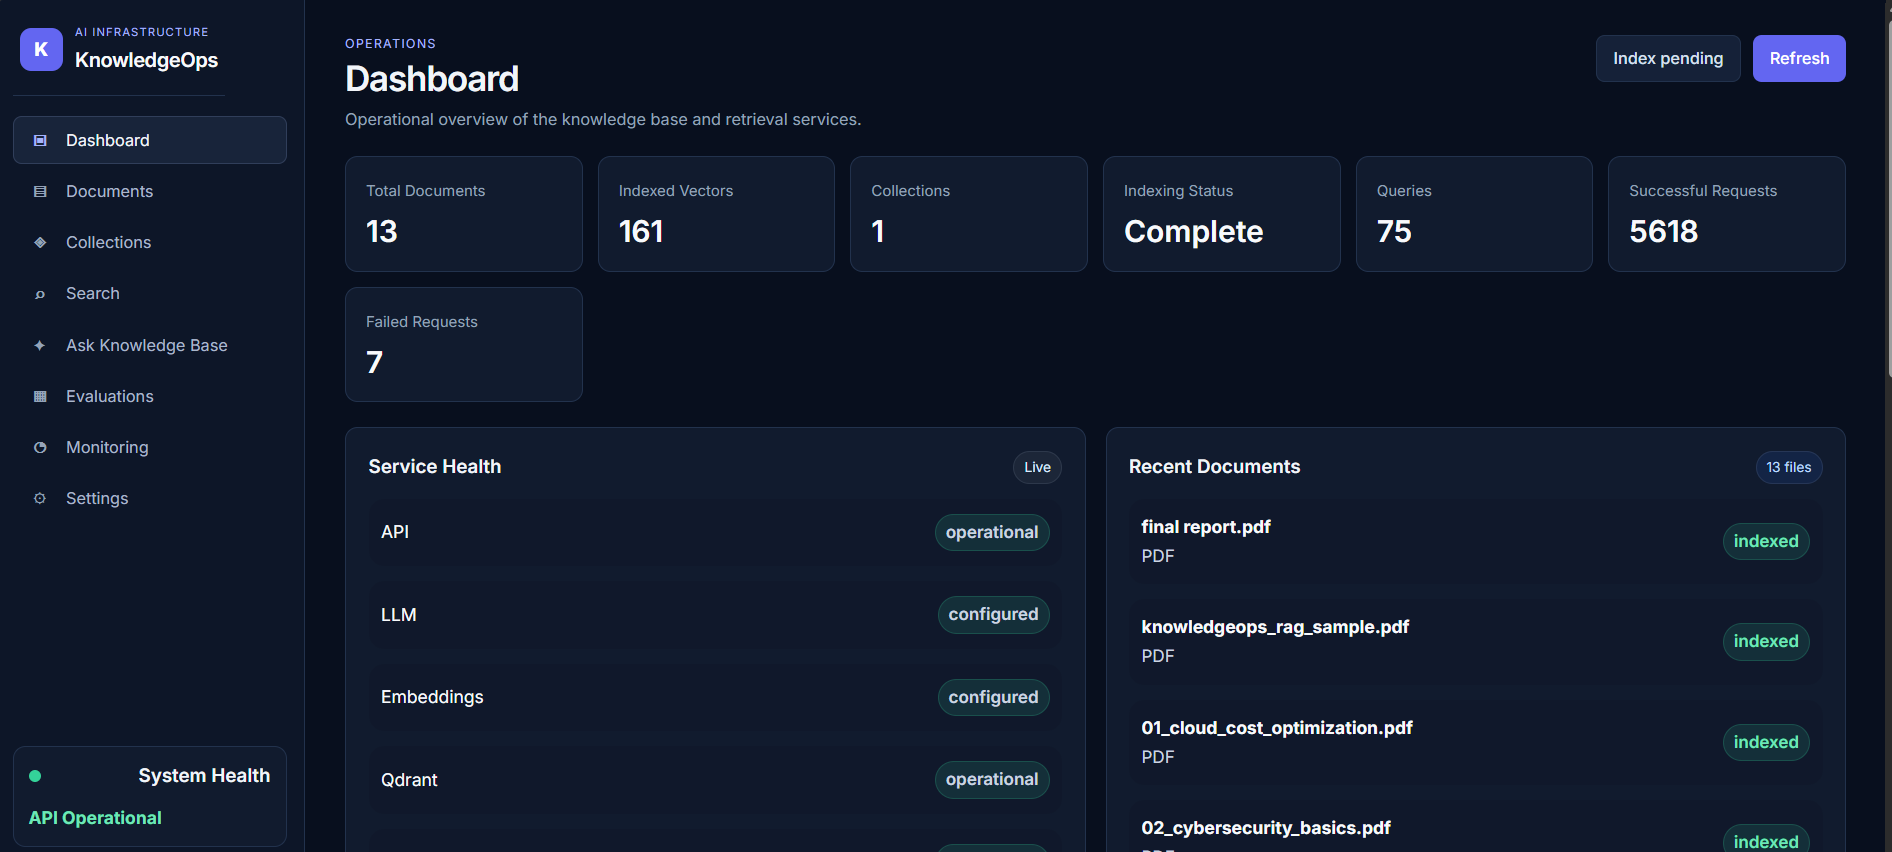 AI INFRASTRUCTURE
K
KnowledgeOps
Dashboard
Documents
Collections
Search
Ask Knowledge Base
Evaluations
Monitoring
Settings
System Health
API Operational
OPERATIONS
Dashboard
Operational overview of the knowledge base and retrieval services.
Index pending
Refresh
Total Documents
13
Indexed Vectors
161
Collections
1
Indexing Status
Complete
Queries
75
Successful Requests
5618
Failed Requests
7
Service Health
Live
API
operational
LLM
configured
Embeddings
configured
Qdrant
operational
Recent Documents
13 files
final report.pdf
PDF
indexed
knowledgeops_rag_sample.pdf
PDF
indexed
01_cloud_cost_optimization.pdf
PDF
indexed
02_cybersecurity_basics.pdf
indexed